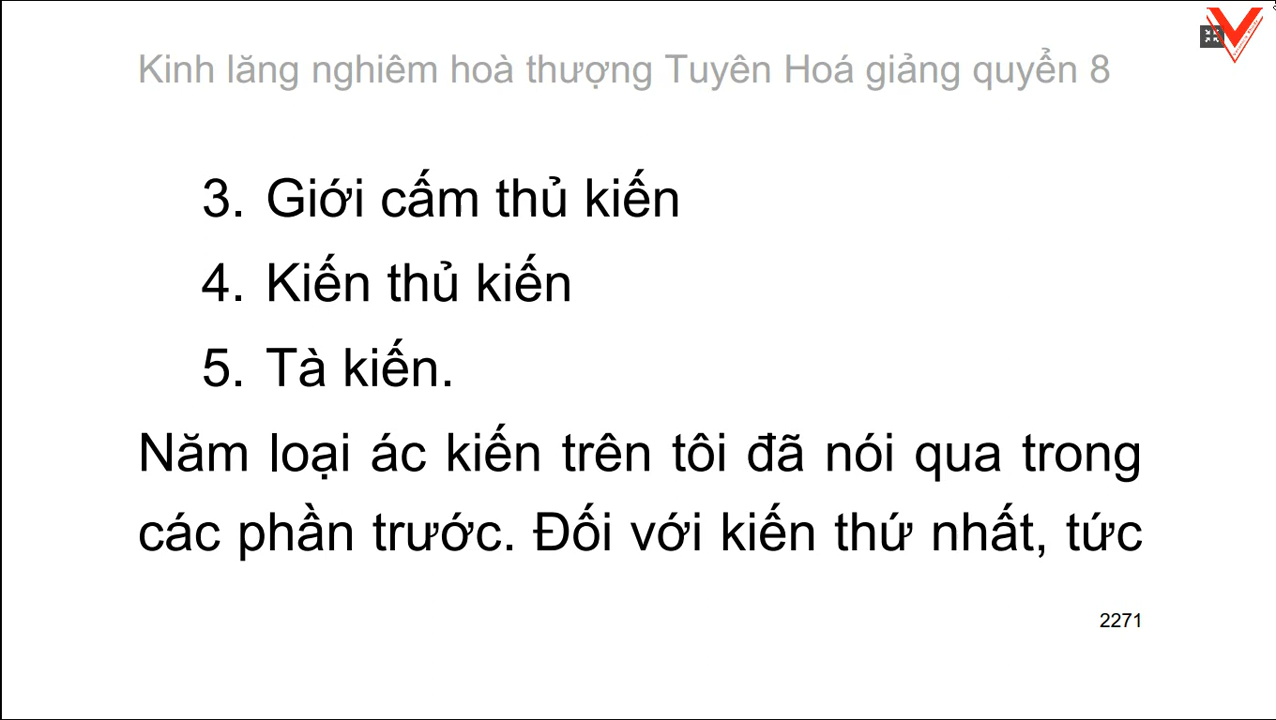 Kinh lăng nghiêm hoà thượng Tuyên Hoá giảng quyển 8
3. Giới cấm thủ kiến
4. Kiến thủ kiến
5. Tà kiến.
Năm loại ác kiến trên tôi đã nói qua trong
các phần trước. Đối với kiến thứ nhất, tức
2271